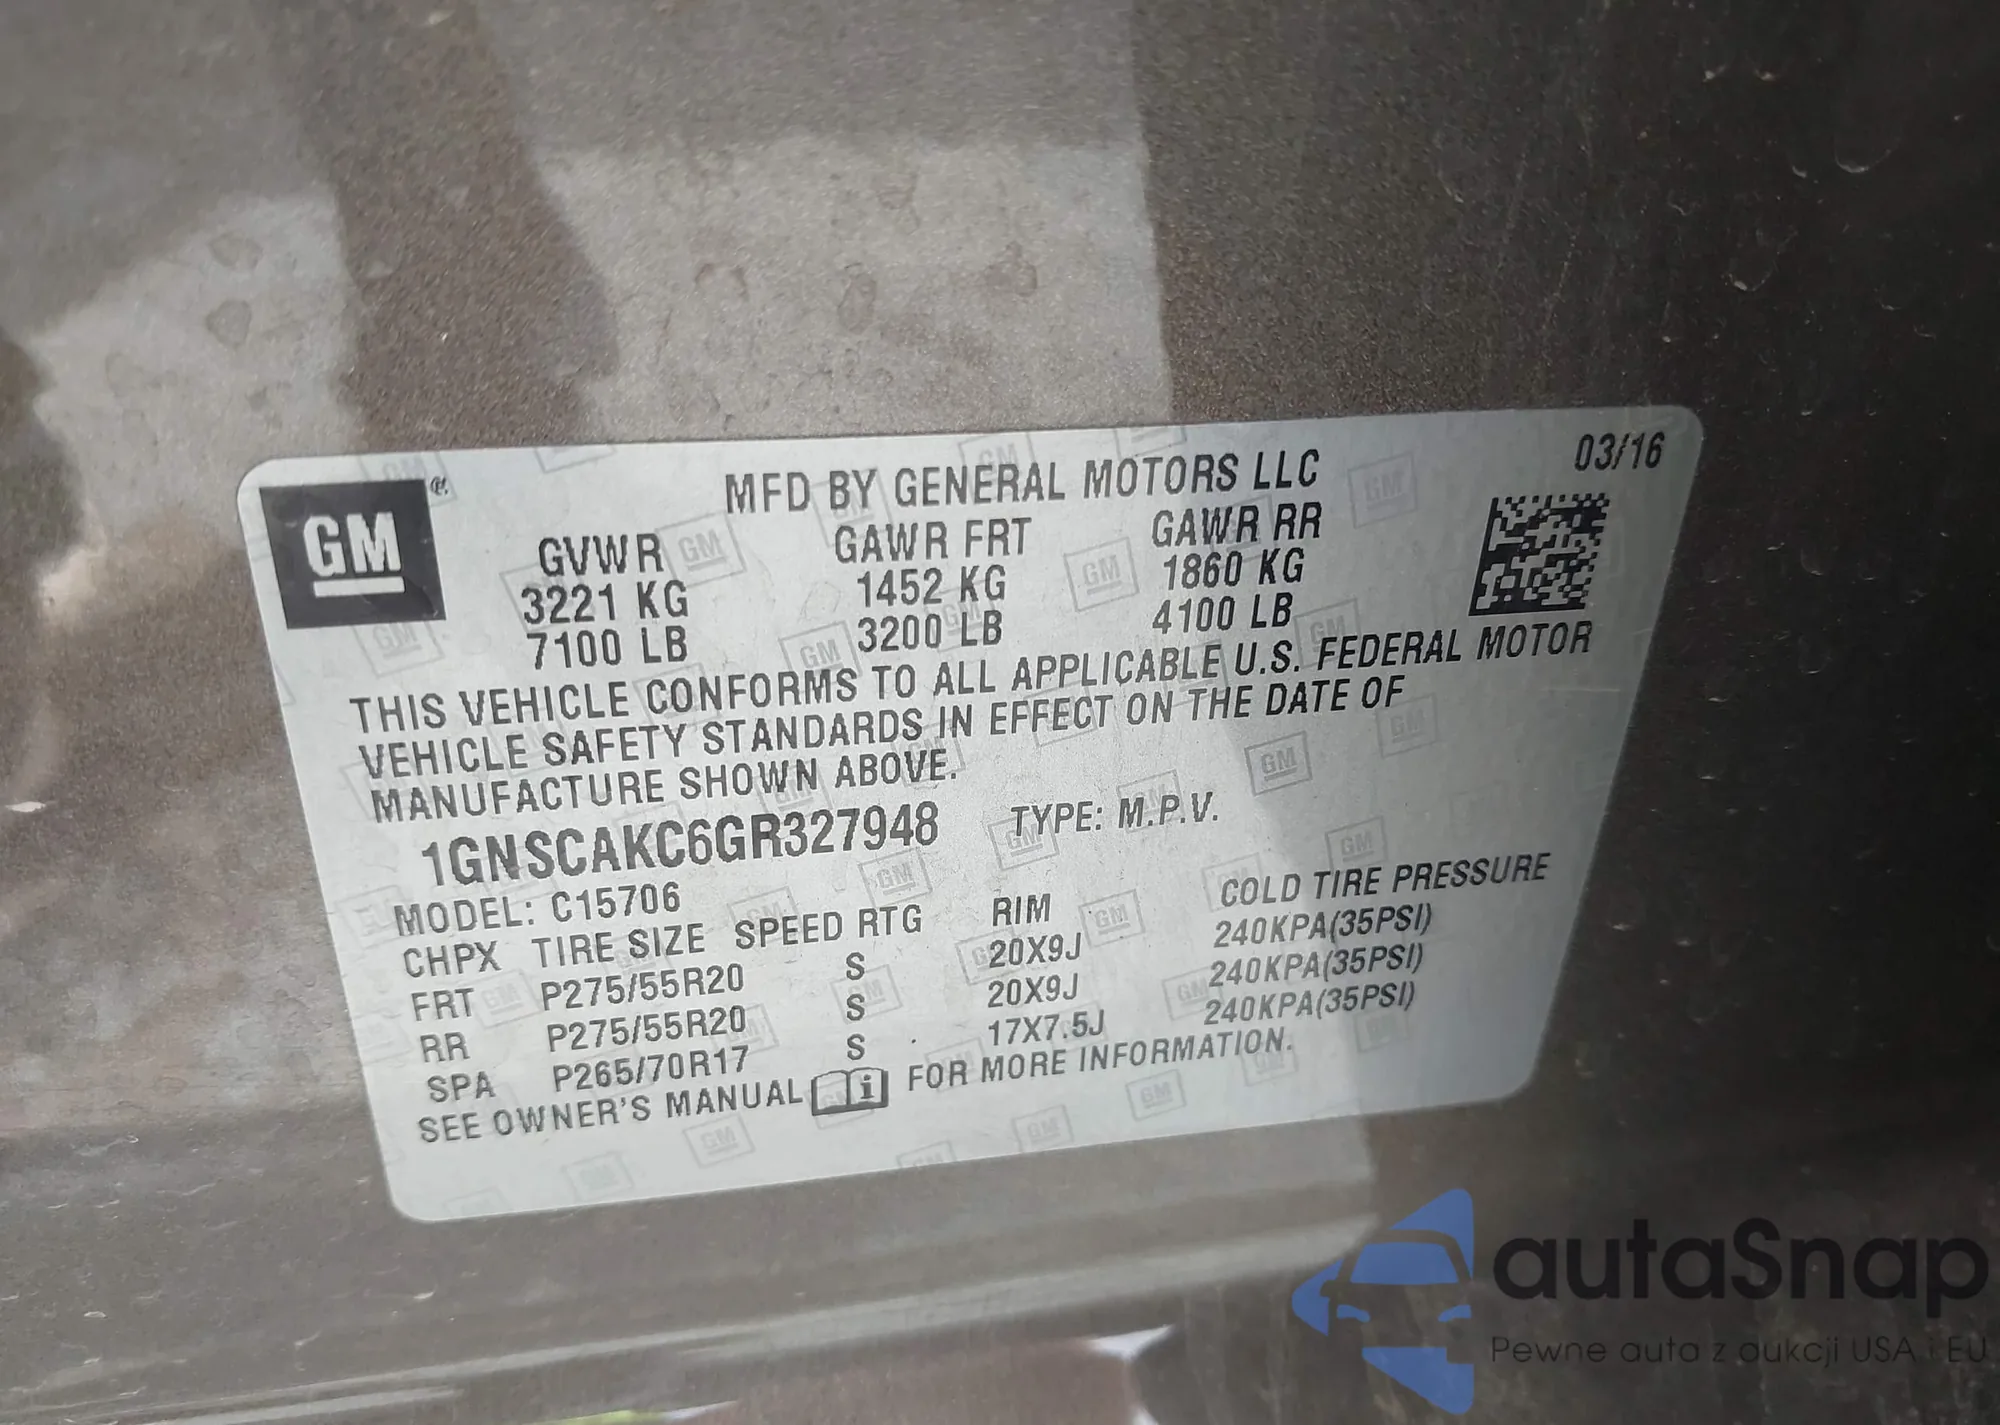 MFD BY GENERAL MOTORS LLC 03/16
GM ®
GVWR GAWR FRT GAWR RR
3221 KG 1452 KG 1860 KG
7100 LB 3200 LB 4100 LB
THIS VEHICLE CONFORMS TO ALL APPLICABLE U.S. FEDERAL MOTOR
VEHICLE SAFETY STANDARDS IN EFFECT ON THE DATE OF
MANUFACTURE SHOWN ABOVE.
1GNSCAKC6GR327948 TYPE: M.P.V.
MODEL: C15706
CHPX TIRE SIZE SPEED RTG RIM COLD TIRE PRESSURE
FRT P275/55R20 S 20X9J 240KPA(35PSI)
RR P275/55R20 S 20X9J 240KPA(35PSI)
SPA P265/70R17 S 17X7.5J 240KPA(35PSI)
SEE OWNER'S MANUAL i FOR MORE INFORMATION.
autaSnap
Pewne auta z aukcji USA i EU